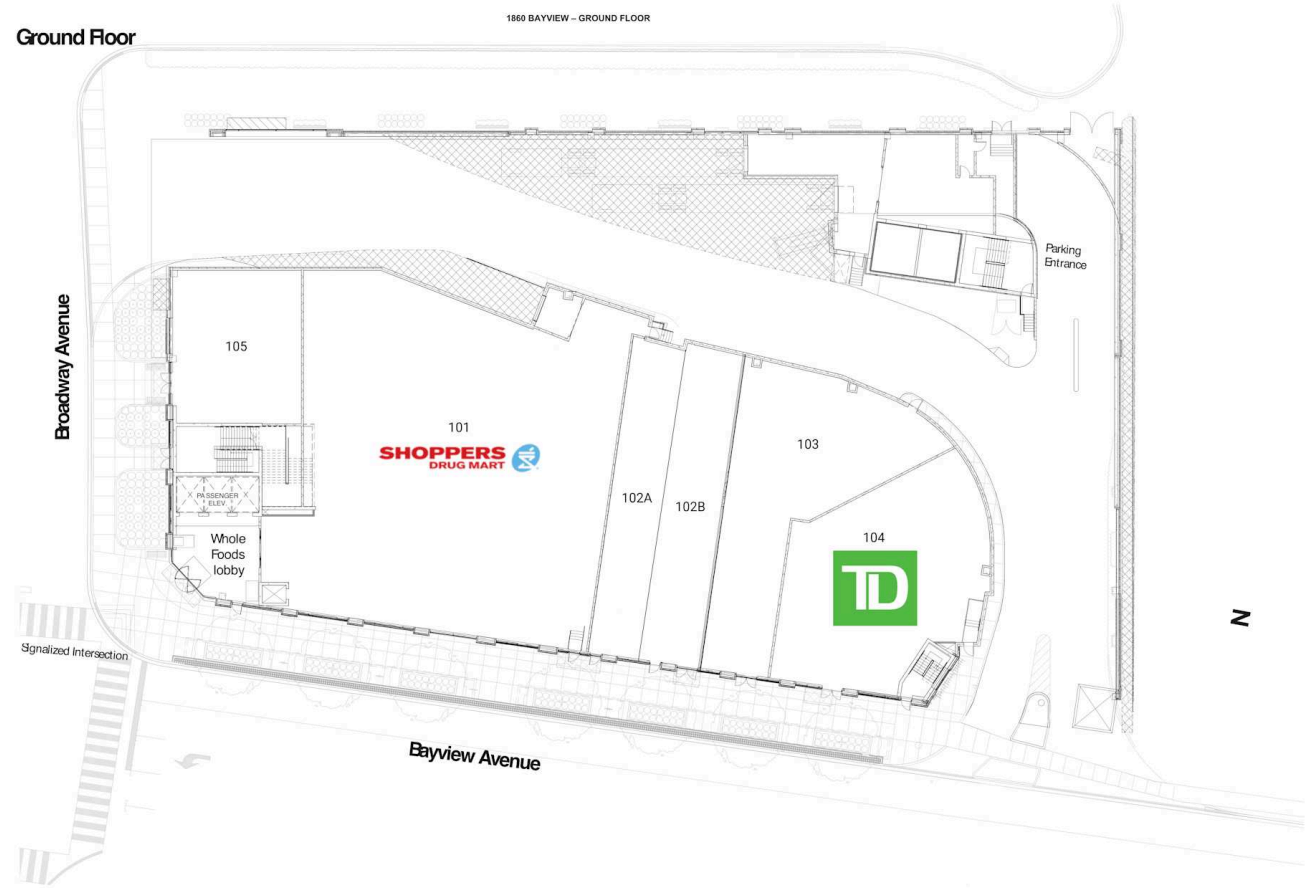 1860 BAYVIEW – GROUND FLOOR
Ground Floor
Parking
Entrance
Broadway Avenue
105
101
SHOPPERS
DRUG MART
103
102A
102B
PASSENGER
ELEV.
Whole
Foods
lobby
104
TD
N
Signalized Intersection
Bayview Avenue